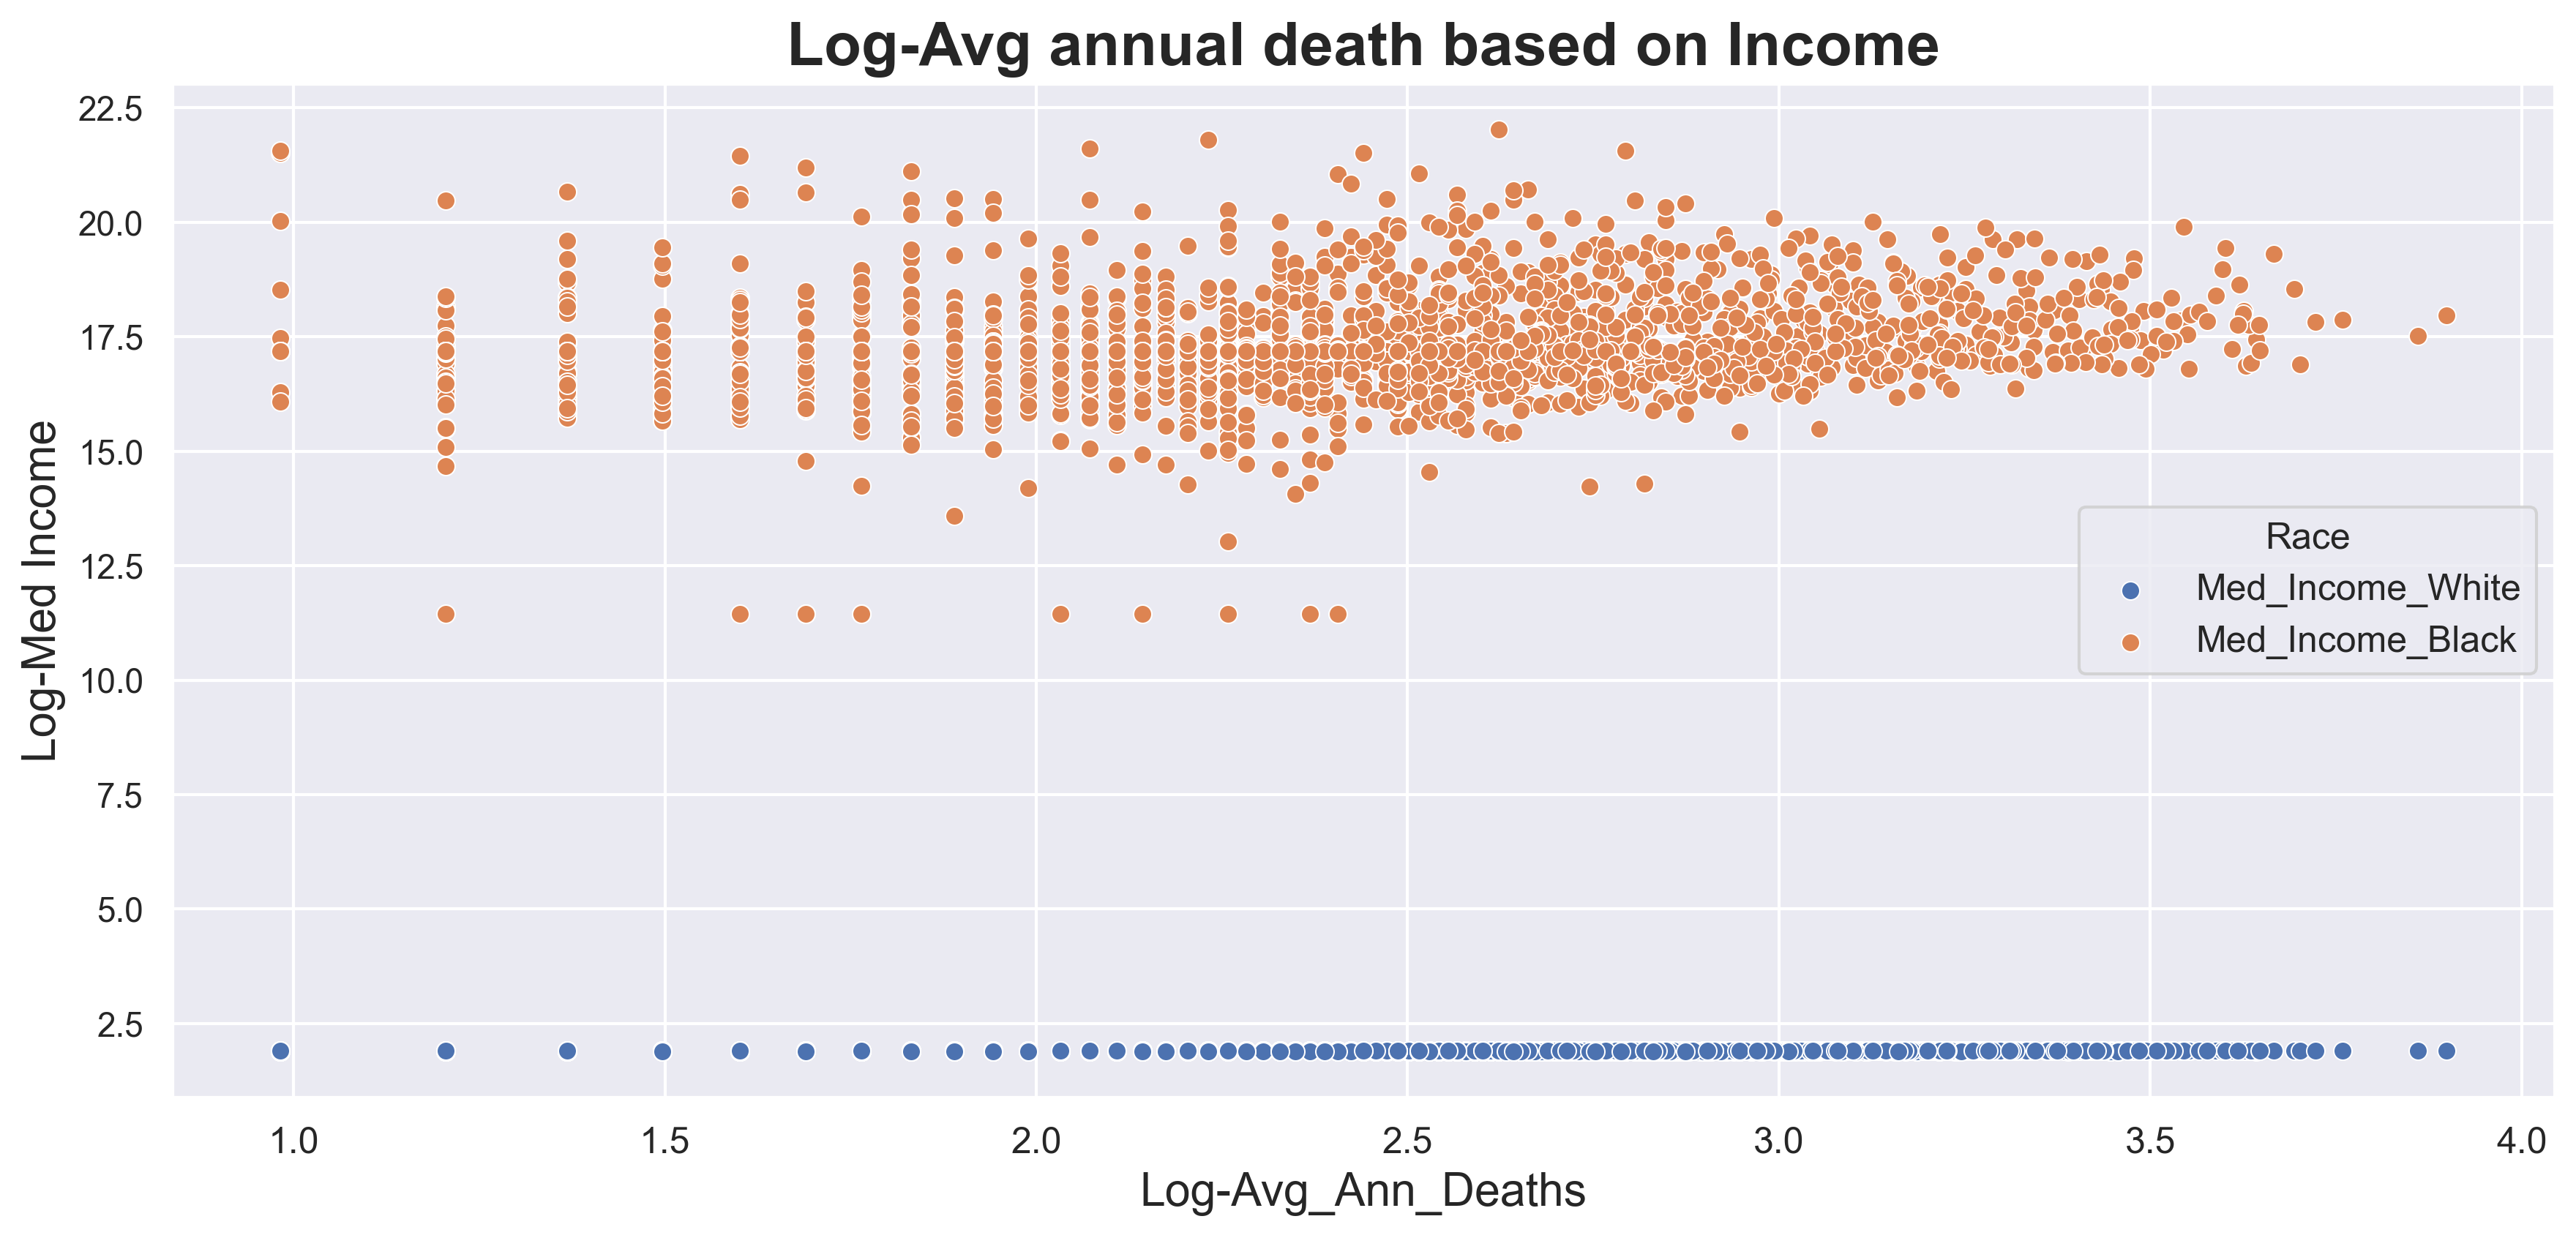 Log-Avg annual death based on Income
Log-Med Income
22.5
20.0
17.5
15.0
12.5
10.0
7.5
5.0
2.5
Race
Med_Income_White
Med_Income_Black
1.0 1.5 2.0 2.5 3.0 3.5 4.0
Log-Avg_Ann_Deaths